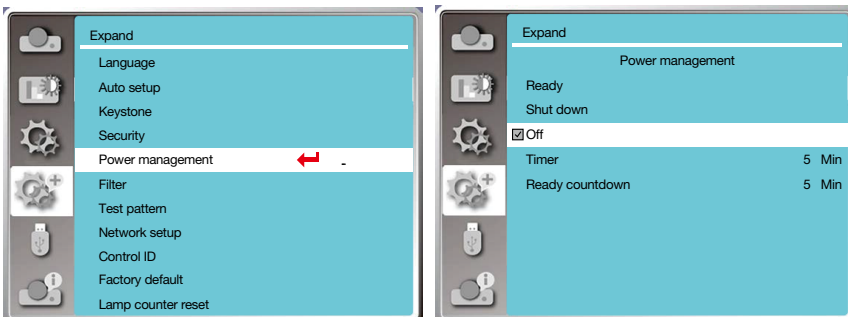 Expand
Language
Auto setup
Keystone
Security
Power management -
Filter
Test pattern
Network setup
Control ID
Factory default
Lamp counter reset
Expand
Power management
Ready
Shut down
Off
Timer 5 Min
Ready countdown 5 Min